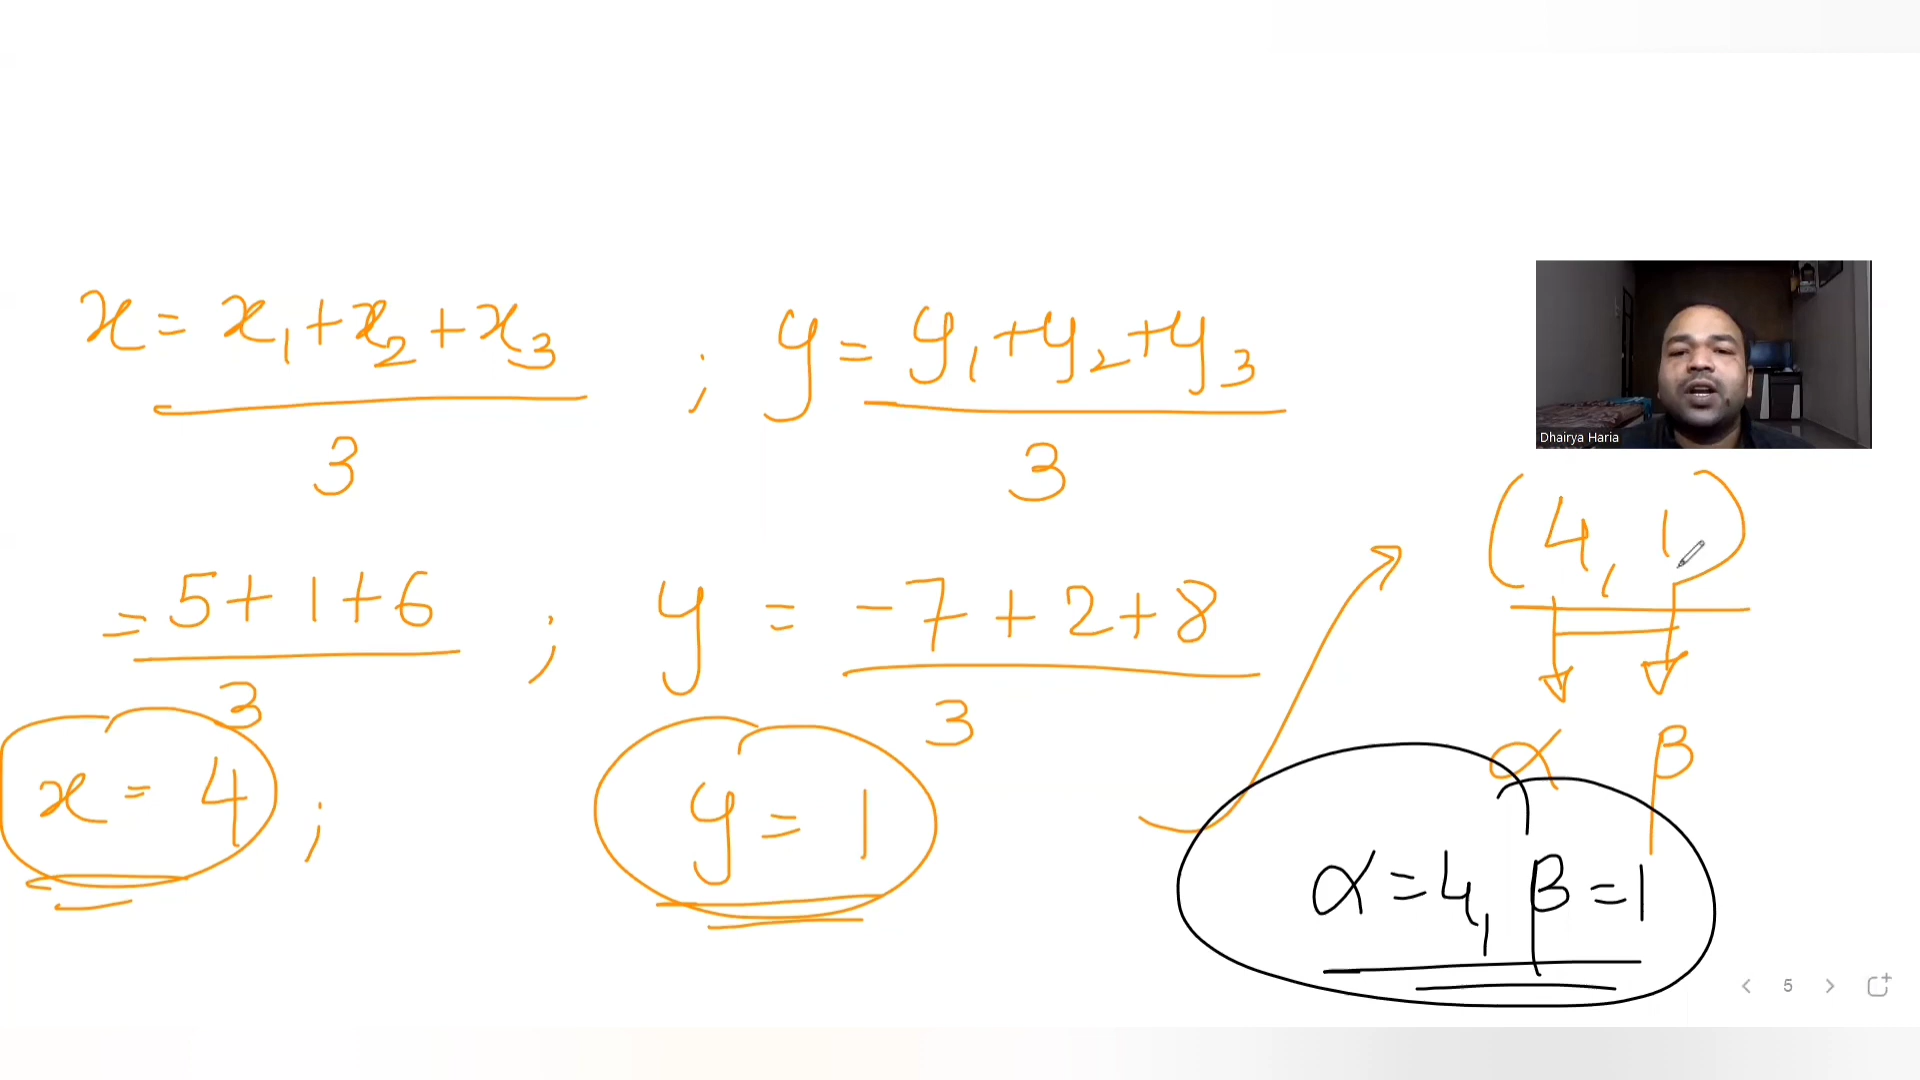 x = x₁ + x₂ + x₃ ; y = y₁ + y₂ + y₃
3 3
Dhairya Haria
(4, 1)
= 5 + 1 + 6 ; y = -7 + 2 + 8
3 3
α β
x = 4 ; y = 1
α = 4, β = 1
5